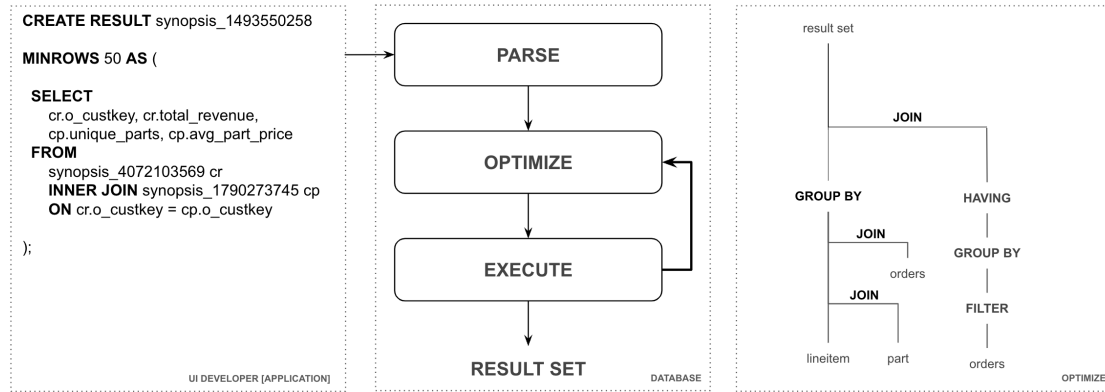 CREATE RESULT synopsis_1493550258
MINROWS 50 AS (
SELECT
cr.o_custkey, cr.total_revenue,
cp.unique_parts, cp.avg_part_price
FROM
synopsis_4072103569 cr
INNER JOIN synopsis_1790273745 cp
ON cr.o_custkey = cp.o_custkey
);
UI DEVELOPER [APPLICATION]
PARSE
OPTIMIZE
EXECUTE
RESULT SET
DATABASE
result set
JOIN
GROUP BY
HAVING
JOIN
GROUP BY
orders
JOIN
FILTER
lineitem
part
orders
OPTIMIZE